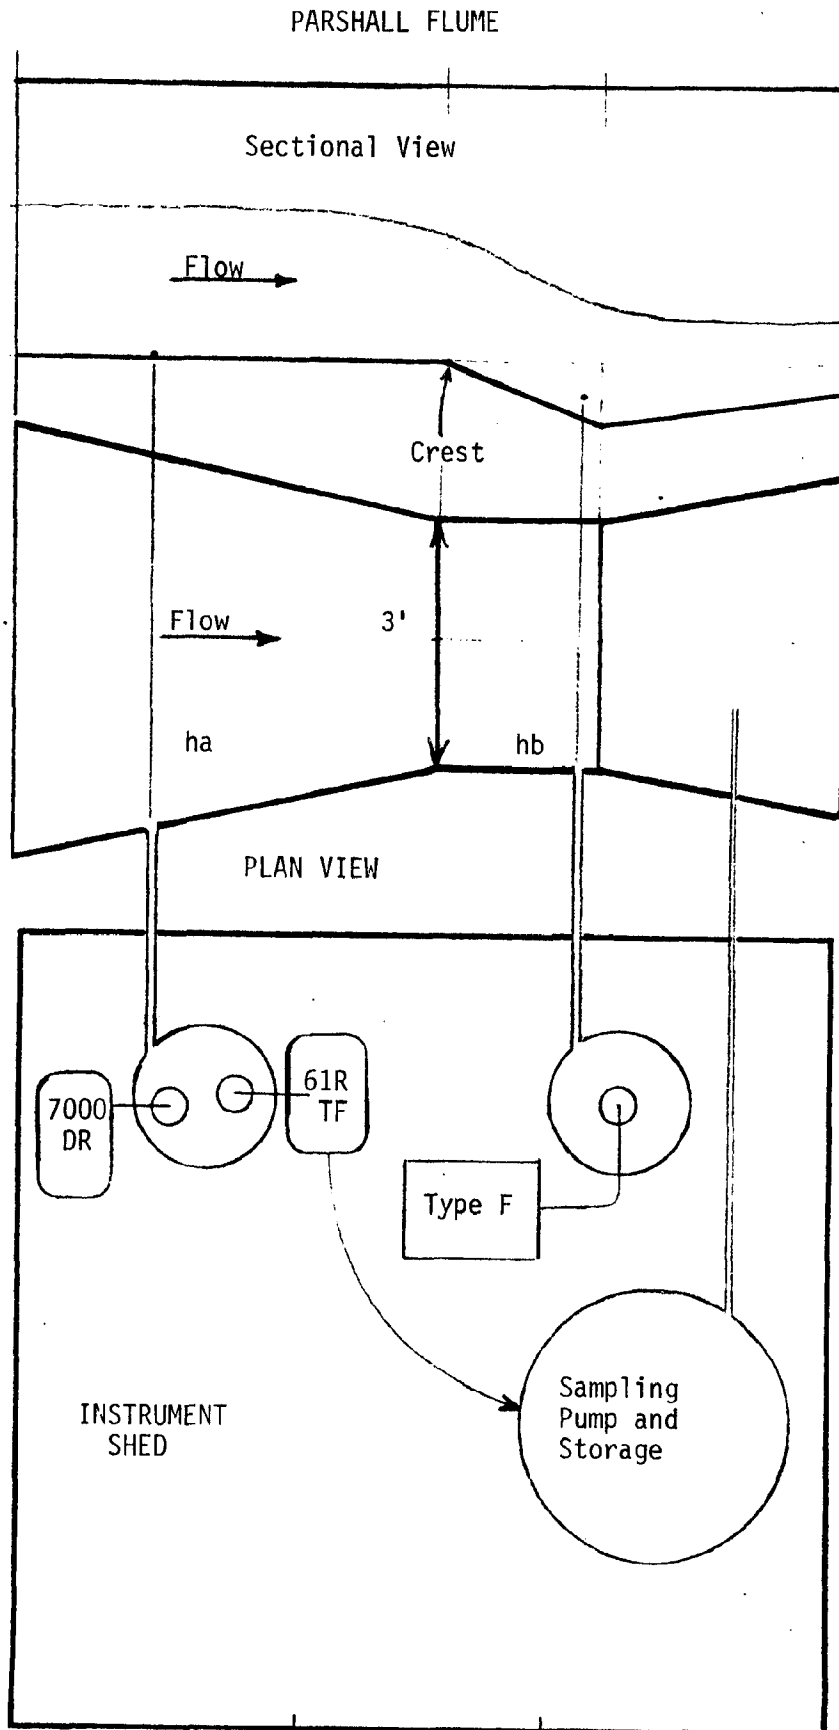 PARSHALL FLUME
Sectional View
Flow
Crest
Flow
3'
ha
hb
PLAN VIEW
7000
DR
61R
TF
Type F
Sampling
Pump and
Storage
INSTRUMENT
SHED